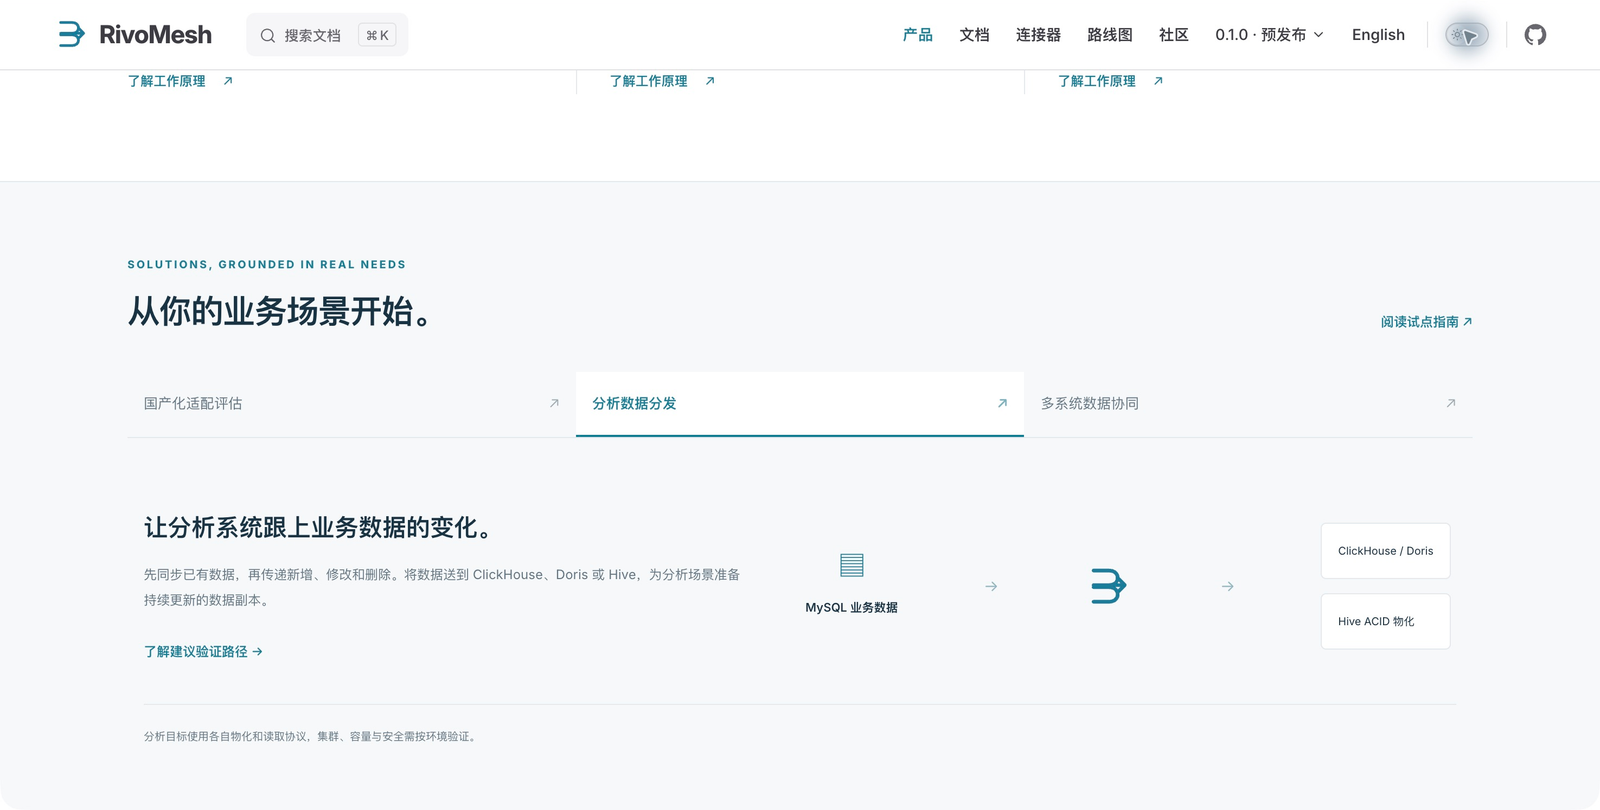 RivoMesh
搜索文档
⌘ K
产品
文档
连接器
路线图
社区
0.1.0 · 预发布
English
了解工作原理 ↗
了解工作原理 ↗
了解工作原理 ↗
SOLUTIONS, GROUNDED IN REAL NEEDS
从你的业务场景开始。
阅读试点指南 ↗
国产化适配评估 ↗
分析数据分发 ↗
多系统数据协同 ↗
让分析系统跟上业务数据的变化。
先同步已有数据，再传递新增、修改和删除。将数据送到 ClickHouse、Doris 或 Hive，为分析场景准备
持续更新的数据副本。
了解建议验证路径 →
MySQL 业务数据
→
→
ClickHouse / Doris
Hive ACID 物化
分析目标使用各自物化和读取协议，集群、容量与安全需按环境验证。